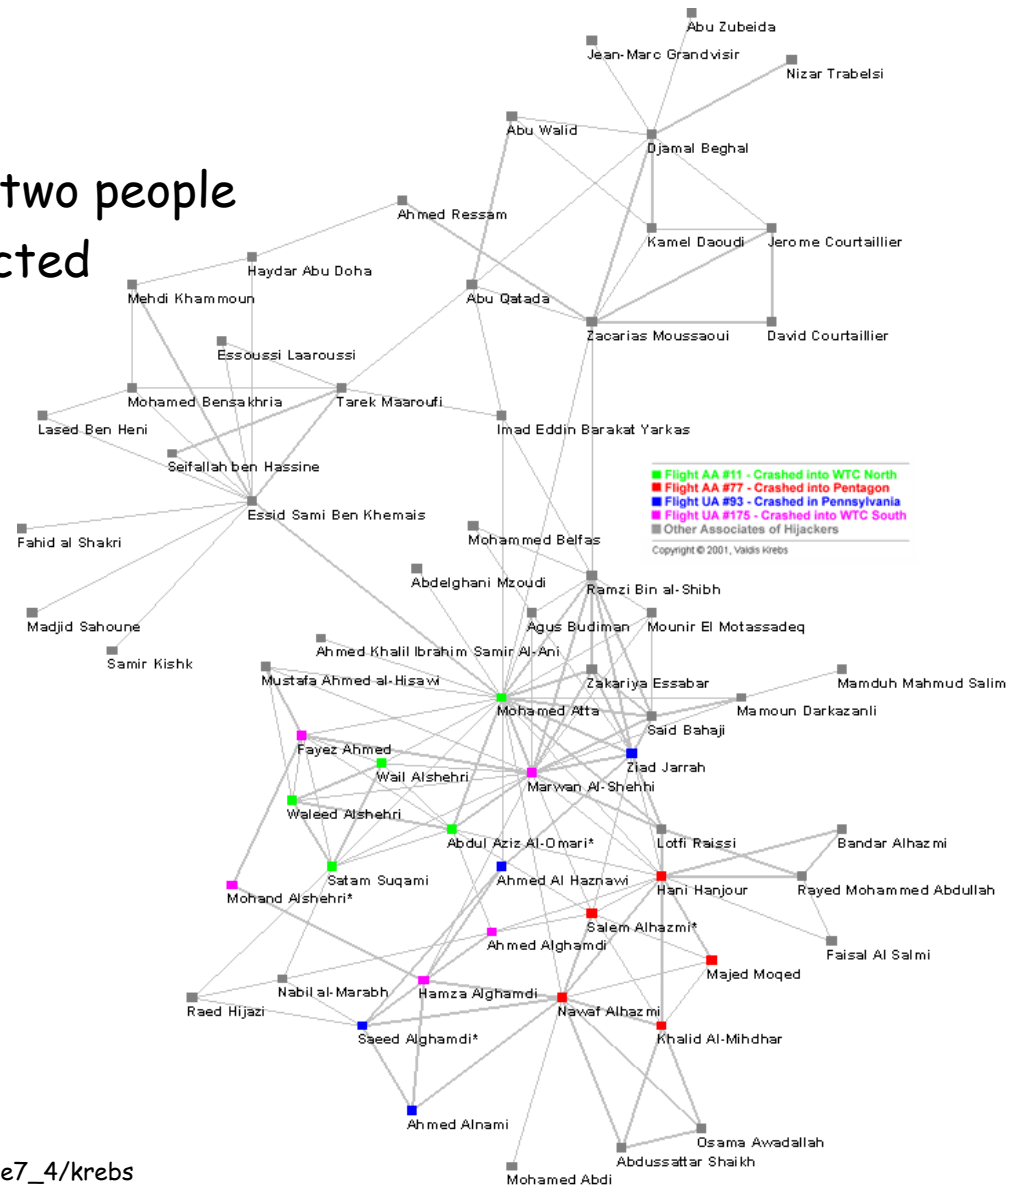 Abu Zubeida
Jean-Marc Grandvisir
Nizar Trabelsi
Abu Walid
Djamal Beghal
two people
Ahmed Ressam
Kamel Daoudi
Jerome Courtaillier
cted
Haydar Abu Doha
Mehdi Khammoun
Abu Qatada
Zacarias Moussaoui
David Courtaillier
Essoussi Laaroussi
Mohamed Bensakhria
Tarek Maaroufi
Lased Ben Heni
Imad Eddin Barakat Yarkas
Seifallah ben Hassine
Flight AA #11 - Crashed into WTC North
Flight AA #77 - Crashed into Pentagon
Flight UA #93 - Crashed in Pennsylvania
Flight UA #175 - Crashed into WTC South
Other Associates of Hijackers
Copyright © 2001, Valdis Krebs
Essid Sami Ben Khemais
Fahid al Shakri
Mohammed Belfas
Abdelghani Mzoudi
Ramzi Bin al-Shibh
Madjid Sahoune
Agus Budiman
Mounir El Motassadeq
Samir Kishk
Ahmed Khalil Ibrahim Samir Al-Ani
Mustafa Ahmed al-Hisawi
Zakariya Essabar
Mamduh Mahmud Salim
Mohamed Atta
Mamoun Darkazanli
Said Bahaji
Fayez Ahmed
Ziad Jarrah
Wail Alshehri
Marwan Al-Shehhi
Waleed Alshehri
Abdul Aziz Al-Omari*
Lotfi Raissi
Bandar Alhazmi
Satam Suqami
Ahmed Al Haznawi
Hani Hanjour
Rayed Mohammed Abdullah
Mohand Alshehri*
Salem Alhazmi*
Ahmed Alghamdi
Faisal Al Salmi
Majed Moqed
Nabil al-Marabh
Hamza Alghamdi
Raed Hijazi
Nawaf Alhazmi
Saeed Alghamdi*
Khalid Al-Mihdhar
Ahmed Alnami
Osama Awadallah
Abdussattar Shaikh
Mohamed Abdi
e7_4/krebs